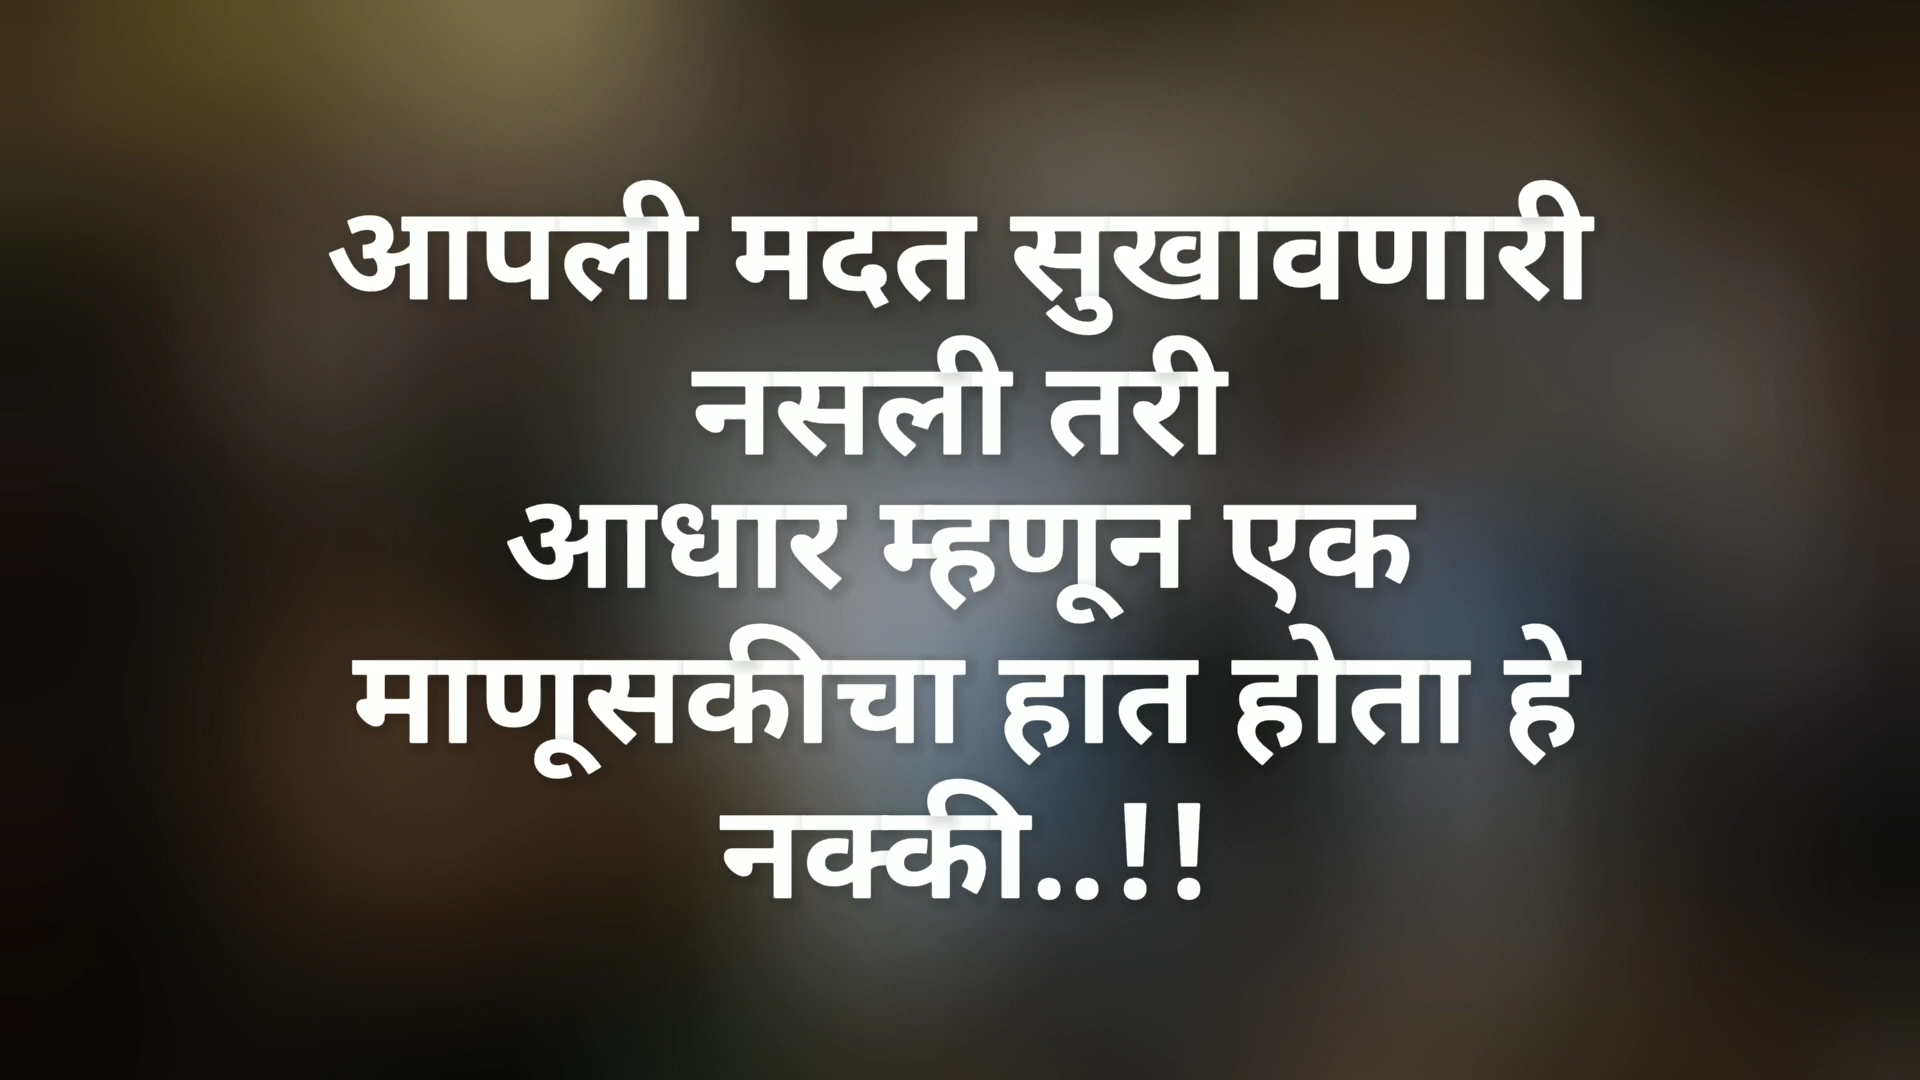 आपली मदत सुखावणारी
नसली तरी
आधार म्हणून एक
माणूसकीचा हात होता हे
नक्की..!!